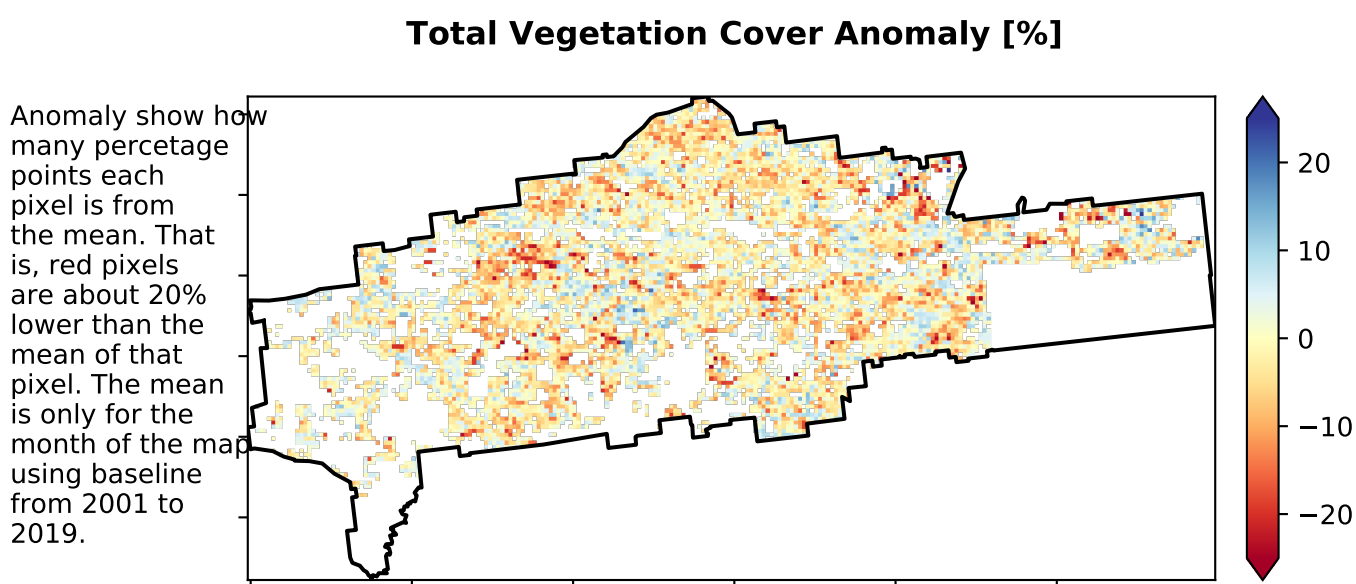 Total Vegetation Cover Anomaly [%]
Anomaly show how
many percetage
points each
pixel is from
the mean. That
is, red pixels
are about 20%
lower than the
mean of that
pixel. The mean
is only for the
month of the map
using baseline
from 2001 to
2019.
20
10
0
−10
−20